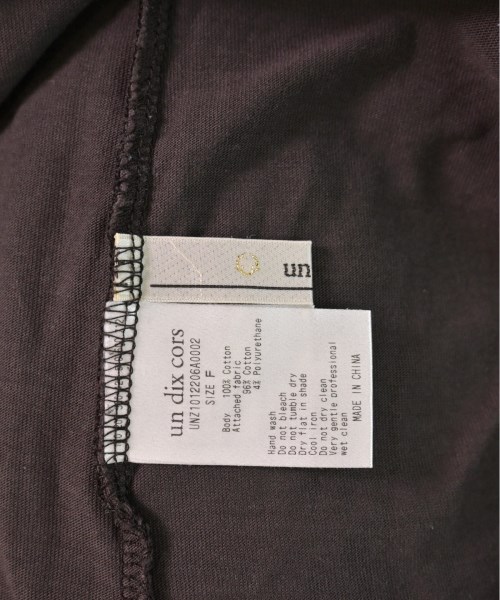 un
un dix cors
UNZ1012206A0002
SIZE F
Body
100% Cotton
Attached fabric
96% Cotton
4% Polyurethane
Hand wash
Do not bleach
Do not tumble dry
Dry flat in shade
Cool iron
Do not dry clean
Very gentle professional
wet clean
MADE IN CHINA